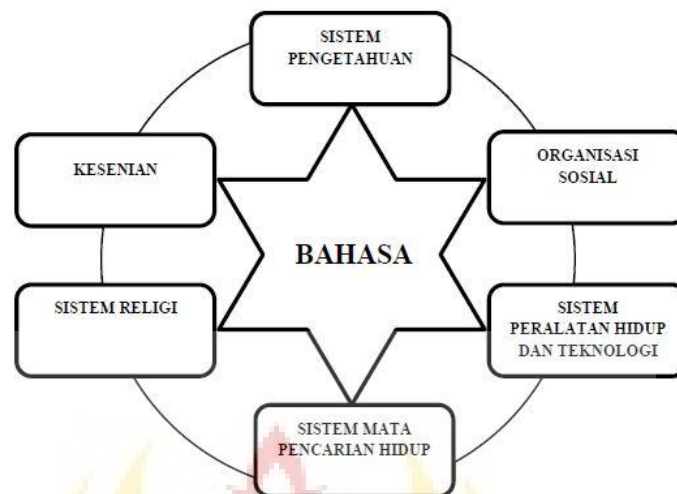 SISTEM
PENGETAHUAN
KESENIAN
ORGANISASI
SOSIAL
BAHASA
SISTEM RELIGI
SISTEM
PERALATAN HIDUP
DAN TEKNOLOGI
SISTEM MATA
PENCARIAN HIDUP